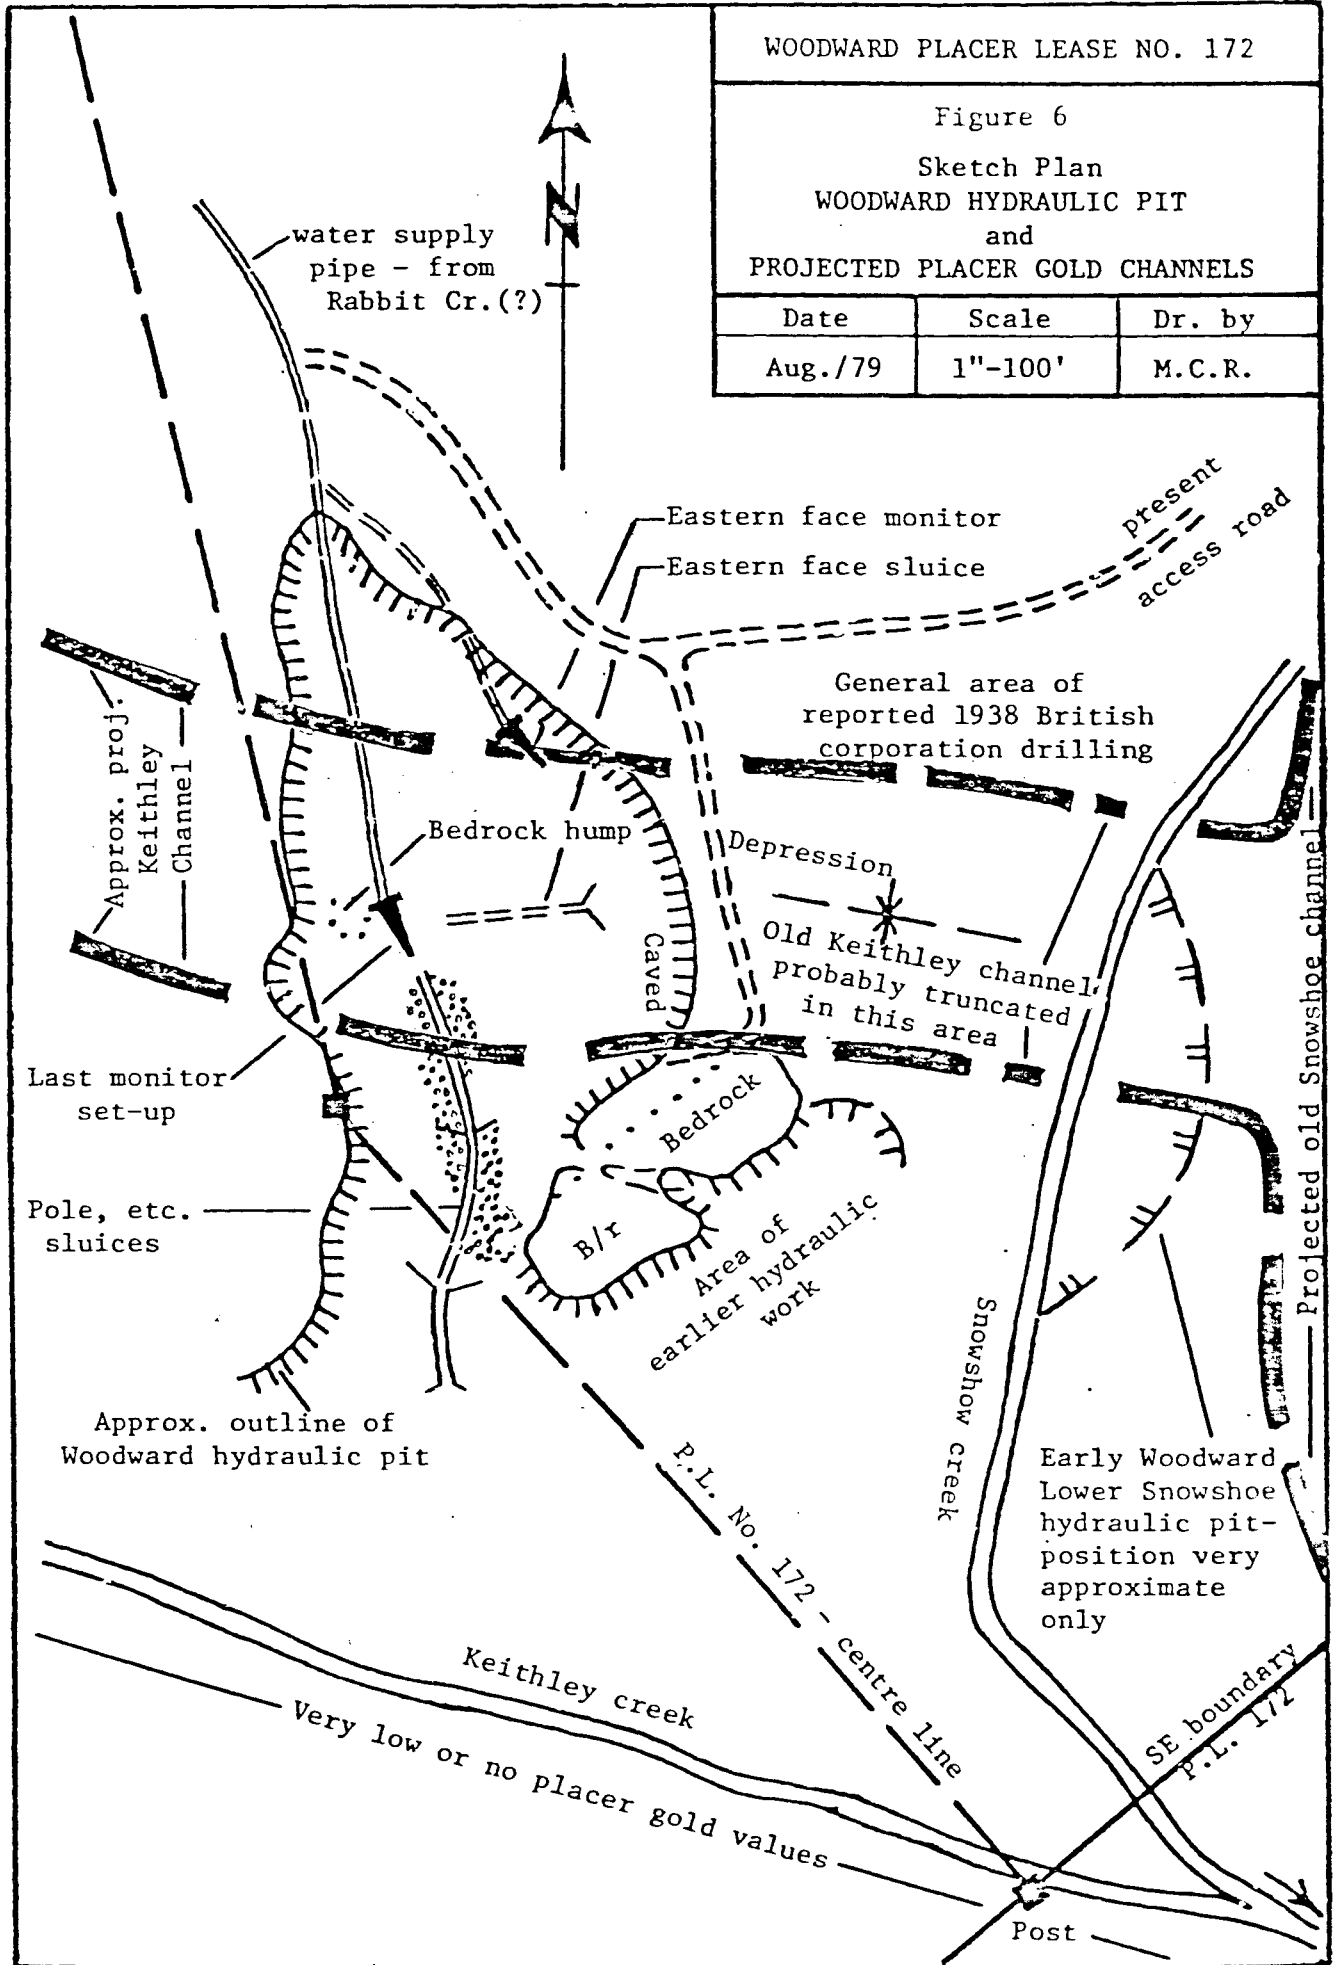 WOODWARD PLACER LEASE NO. 172
Figure 6
Sketch Plan
WOODWARD HYDRAULIC PIT
and
PROJECTED PLACER GOLD CHANNELS
Date
Scale
Dr. by
Aug./79
1"-100'
M.C.R.
N
water supply
pipe - from
Rabbit Cr.(?)
Eastern face monitor
Eastern face sluice
present
access road
General area of
reported 1938 British
corporation drilling
Approx. proj.
Keithley
Channel
Bedrock hump
Depression
Caved
Old Keithley channel
probably truncated
in this area
Projected old Snowshoe channel
Last monitor
set-up
Bedrock
Pole, etc.
sluices
B/r
Area of
earlier hydraulic
work
Snowshow creek
Approx. outline of
Woodward hydraulic pit
Early Woodward
Lower Snowshoe
hydraulic pit-
position very
approximate
only
P.L. No. 172 - centre line
Keithley creek
Very low or no placer gold values
SE boundary
P.L. 172
Post